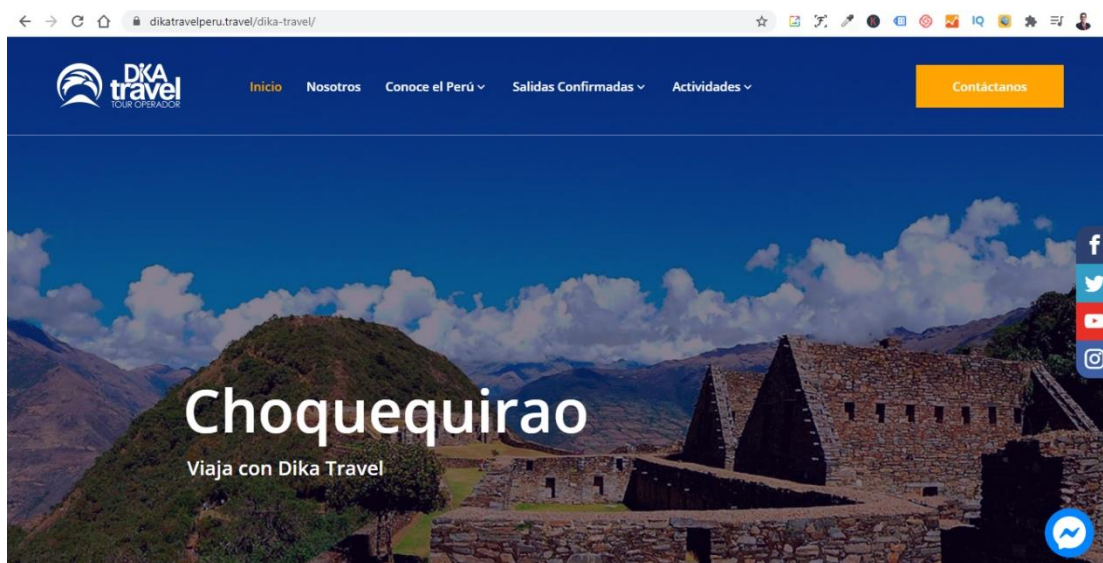 dikatravelperu.travel/dika-travel/
IQ
DIKA
travel
TOUR OPERADOR
Inicio Nosotros Conoce el Perú Salidas Confirmadas Actividades Contáctanos
Choquequirao
Viaja con Dika Travel